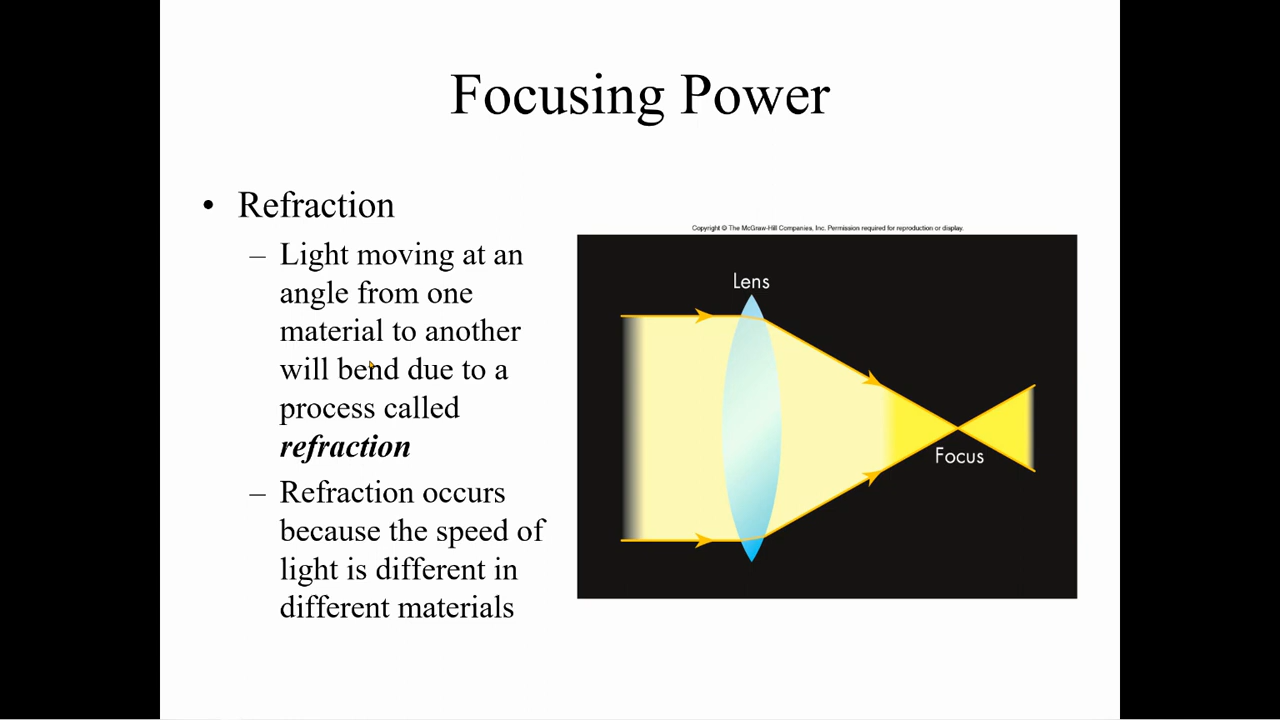 Focusing Power
• Refraction
– Light moving at an
angle from one
material to another
will bend due to a
process called
refraction
– Refraction occurs
because the speed of
light is different in
different materials
Copyright © The McGraw-Hill Companies, Inc. Permission required for reproduction or display.
Lens
Focus